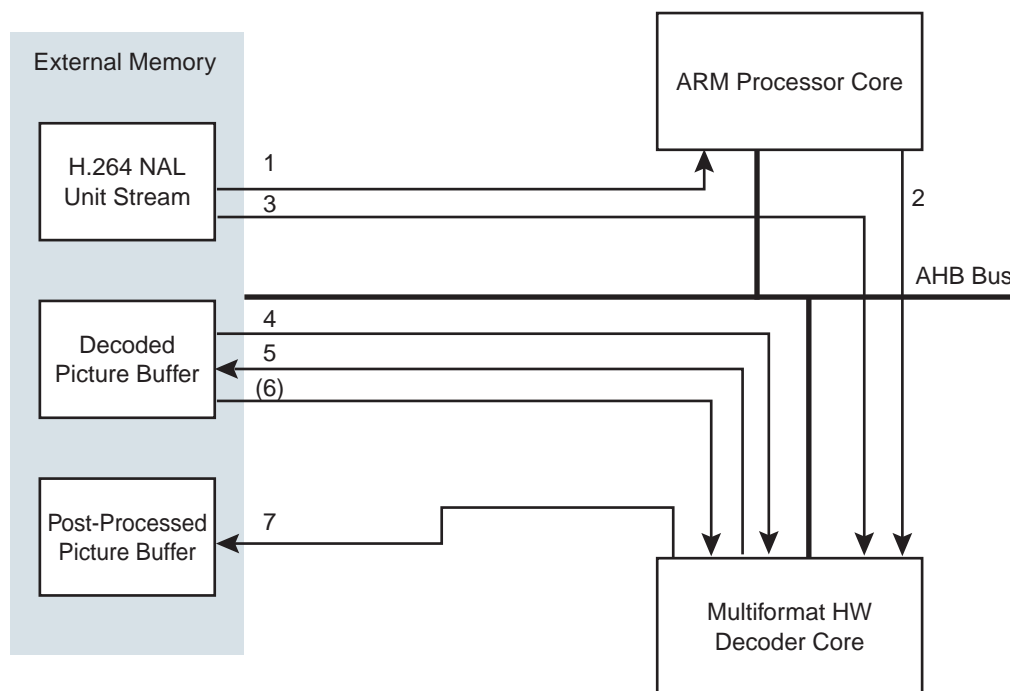 External Memory
ARM Processor Core
H.264 NAL
Unit Stream
1
3
2
AHB Bus
Decoded
Picture Buffer
4
5
(6)
Post-Processed
Picture Buffer
7
Multiformat HW
Decoder Core